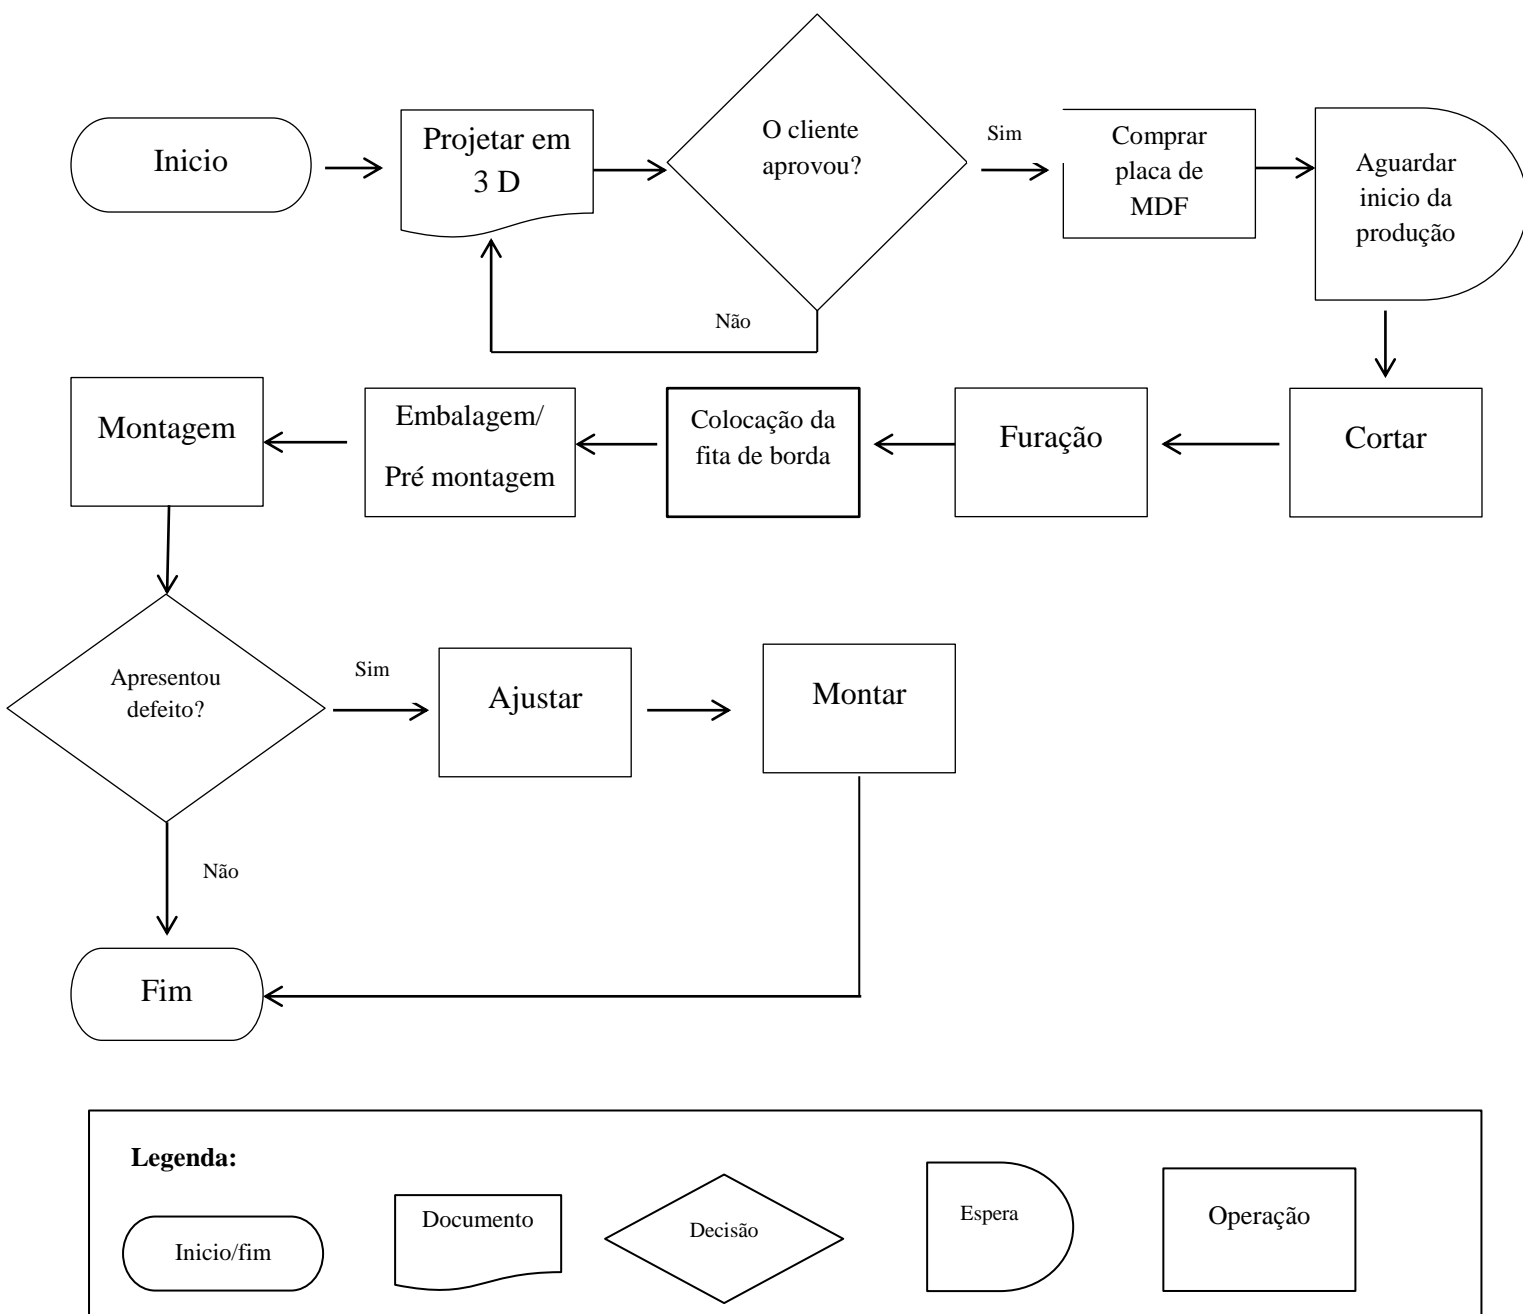 Inicio
Projetar em
3 D
O cliente
aprovou?
Sim
Comprar
placa de
MDF
Aguardar
inicio da
produção
Não
Montagem
Embalagem/
Pré montagem
Colocação da
fita de borda
Furação
Cortar
Apresentou
defeito?
Sim
Ajustar
Montar
Não
Fim
Legenda:
Inicio/fim
Documento
Decisão
Espera
Operação